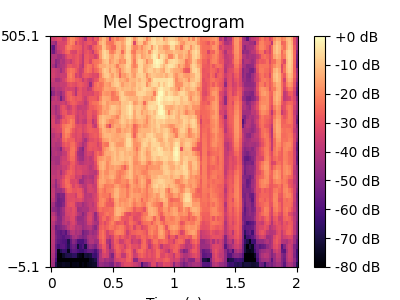 Mel Spectrogram
505.1
-5.1
0
0.5
1
1.5
2
+0 dB
-10 dB
-20 dB
-30 dB
-40 dB
-50 dB
-60 dB
-70 dB
-80 dB